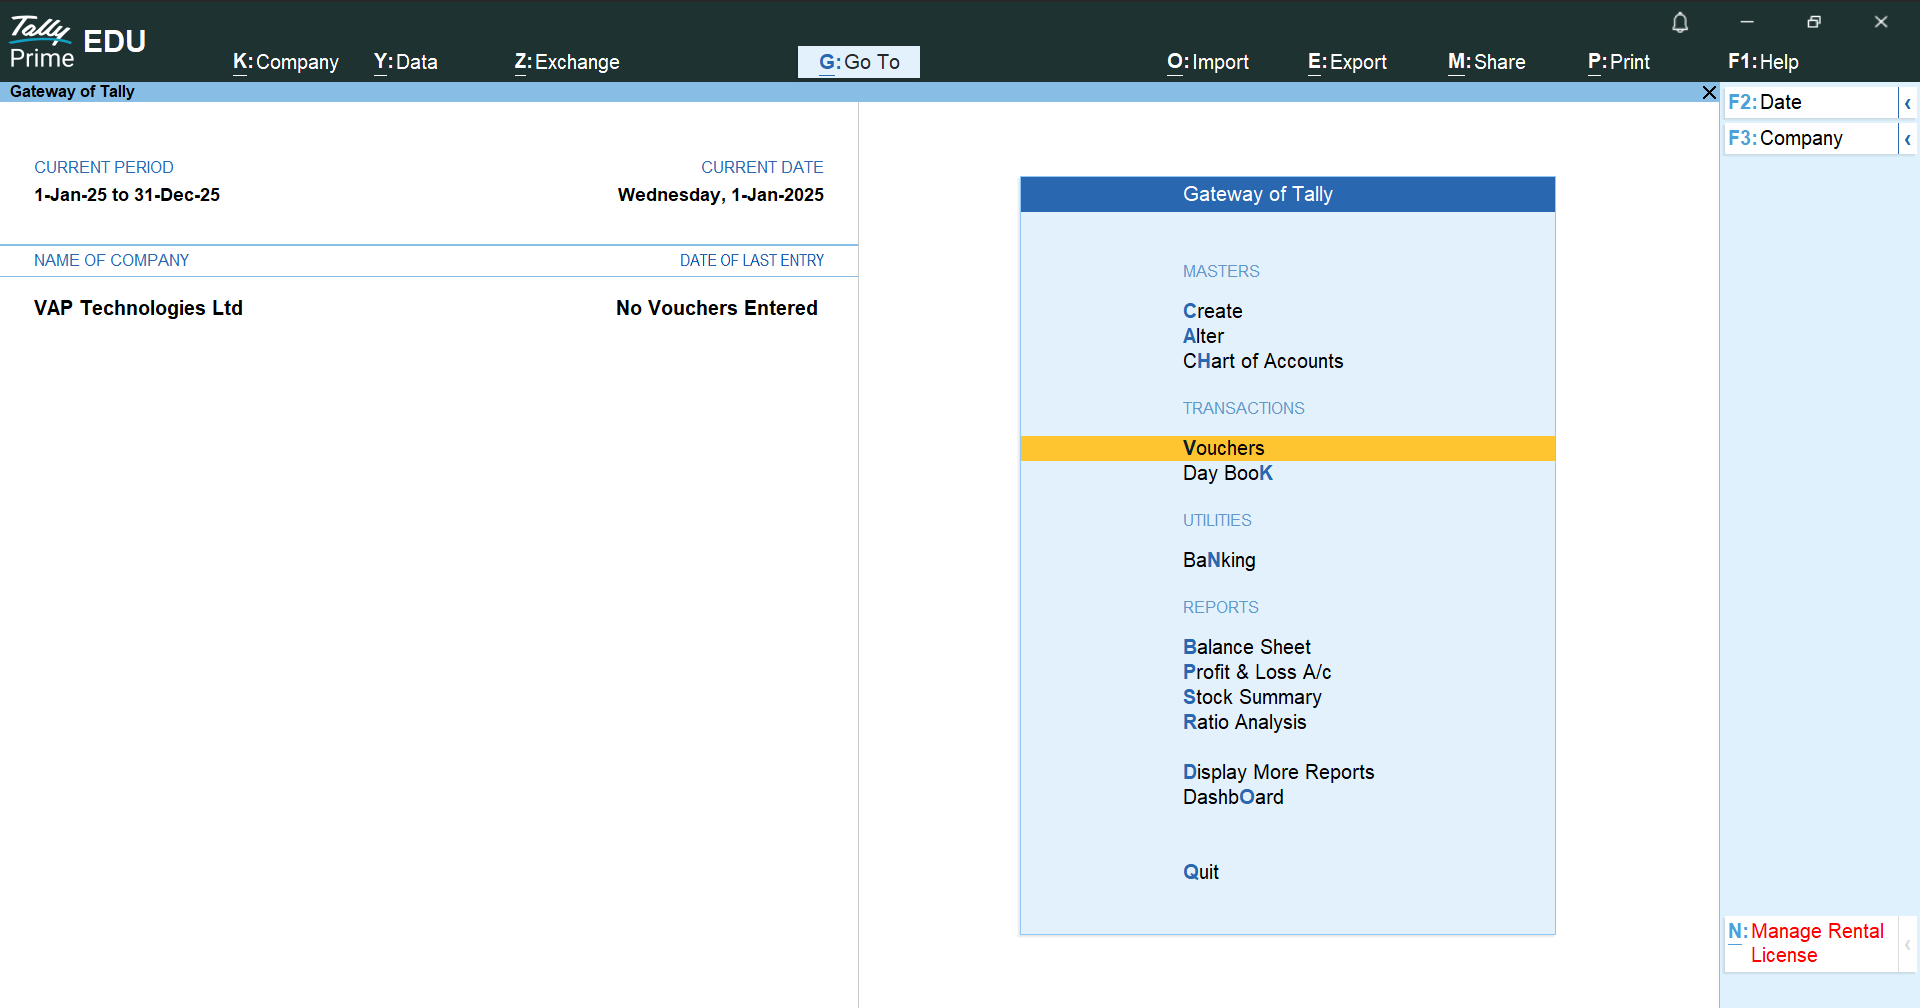 Tally
Prime EDU
K:Company Y:Data Z:Exchange G:Go To O:Import E:Export M:Share P:Print F1:Help
Gateway of Tally
F2:Date
F3:Company
CURRENT PERIOD CURRENT DATE
1-Jan-25 to 31-Dec-25 Wednesday, 1-Jan-2025
NAME OF COMPANY DATE OF LAST ENTRY
VAP Technologies Ltd No Vouchers Entered
Gateway of Tally
MASTERS
Create
Alter
CHart of Accounts
TRANSACTIONS
Vouchers
Day BooK
UTILITIES
BaNking
REPORTS
Balance Sheet
Profit & Loss A/c
Stock Summary
Ratio Analysis
Display More Reports
DashbOard
Quit
N:Manage Rental
License